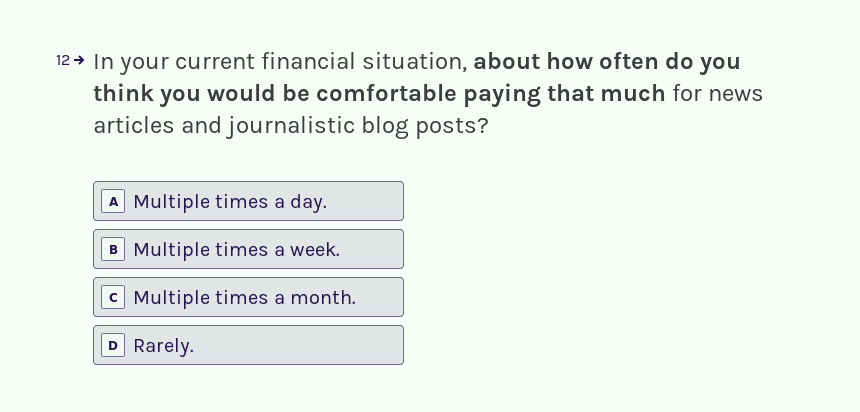 12→ In your current financial situation, about how often do you
think you would be comfortable paying that much for news
articles and journalistic blog posts?
A Multiple times a day.
B Multiple times a week.
C Multiple times a month.
D Rarely.